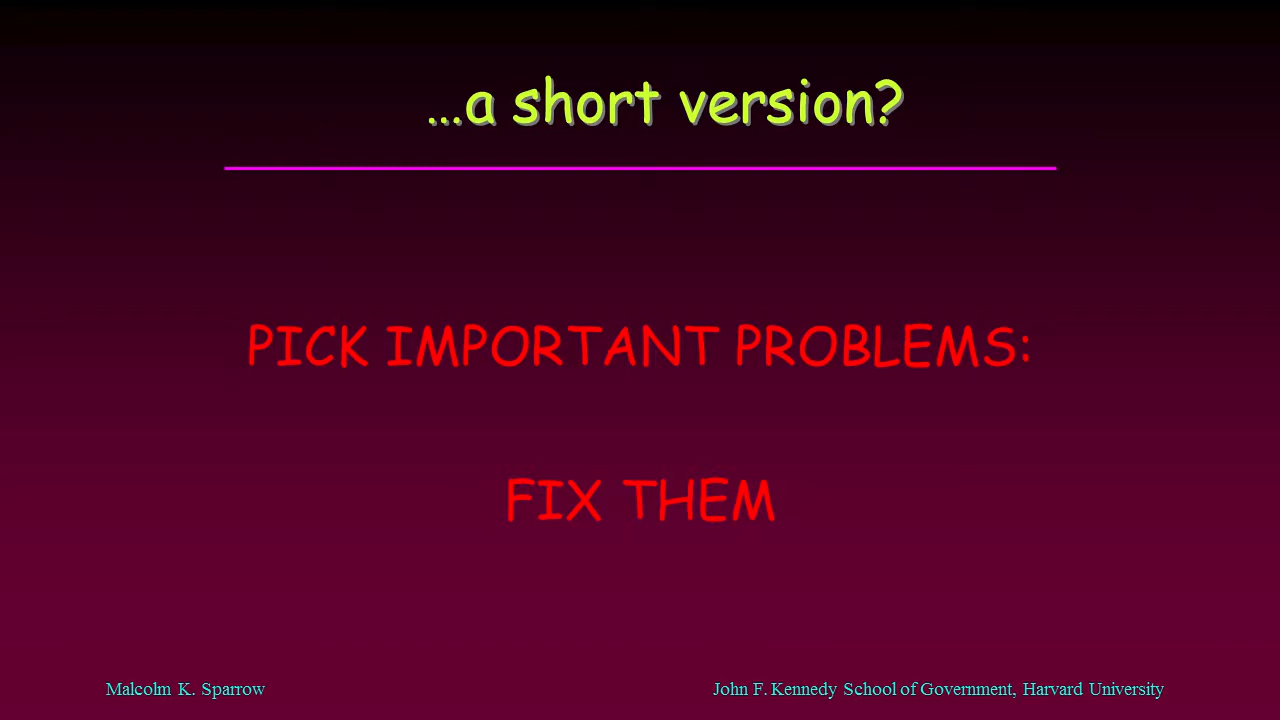 ...a short version?
PICK IMPORTANT PROBLEMS:
FIX THEM
Malcolm K. Sparrow
John F. Kennedy School of Government, Harvard University